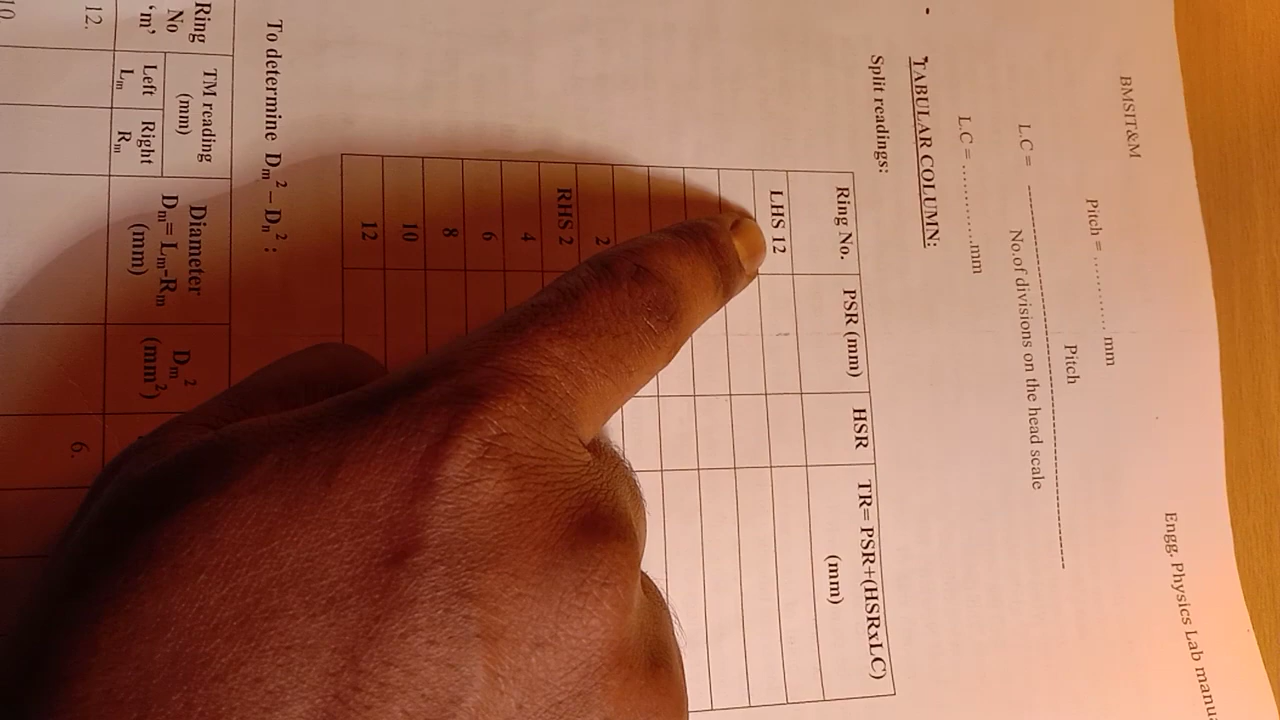 BMSIT&M
Engg. Physics Lab
Pitch = ............ mm
Pitch
L.C = ------------------------------------
No.of divisions on the head scale
L.C = ............mm
TABULAR COLUMN:
Split readings:
Ring No. PSR (mm) HSR TR= PSR+(HSRxLC)
(mm)
LHS 12
2
RHS 2
4
6
8
10
12
To determine Dm² – Dn² :
Ring No 'm' TM reading (mm) Diameter Dm= Lm-Rm (mm) Dm² (mm²)
Left Lm Right Rm
12. 6.
10